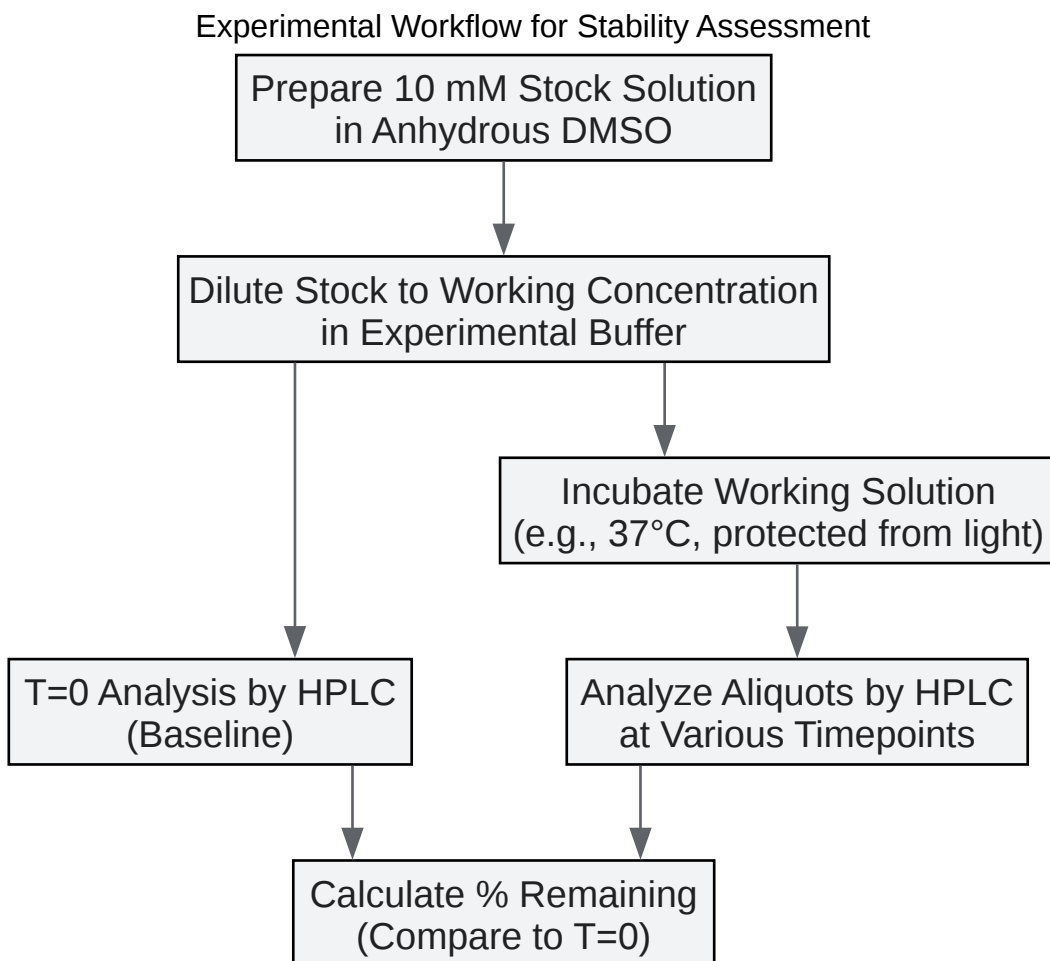 Experimental Workflow for Stability Assessment
Prepare 10 mM Stock Solution
in Anhydrous DMSO
Dilute Stock to Working Concentration
in Experimental Buffer
Incubate Working Solution
(e.g., 37°C, protected from light)
T=0 Analysis by HPLC
(Baseline)
Analyze Aliquots by HPLC
at Various Timepoints
Calculate % Remaining
(Compare to T=0)